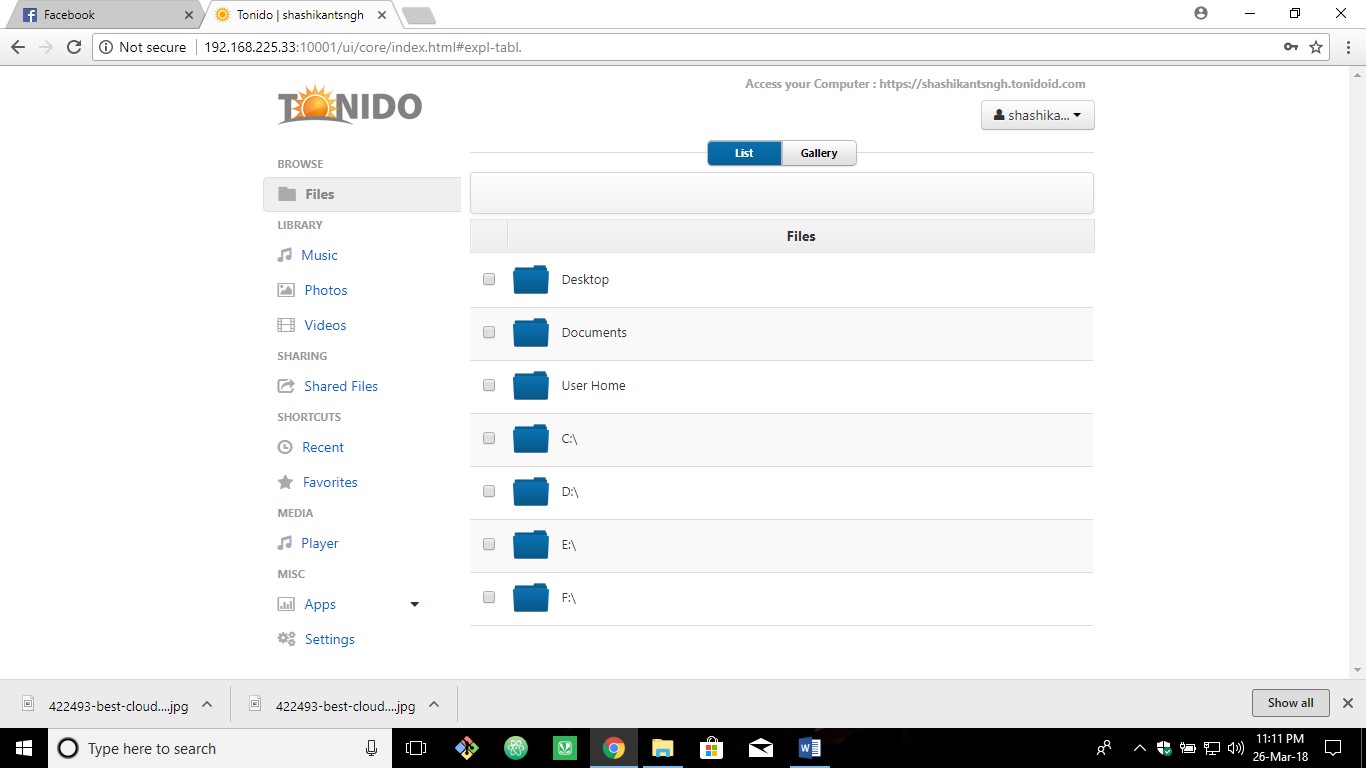 Facebook
Tonido | shashikantsngh
Not secure
192.168.225.33:10001/ui/core/index.html#expl-tabl.
Access your Computer : https://shashikantsngh.tonidoid.com
TONIDO
shashika...
List
Gallery
BROWSE
Files
LIBRARY
Music
Photos
Videos
SHARING
Shared Files
SHORTCUTS
Recent
Favorites
MEDIA
Player
MISC
Apps
Settings
Files
Desktop
Documents
User Home
C:\
D:\
E:\
F:\
422493-best-cloud....jpg
422493-best-cloud....jpg
Show all
Type here to search
11:11 PM
26-Mar-18